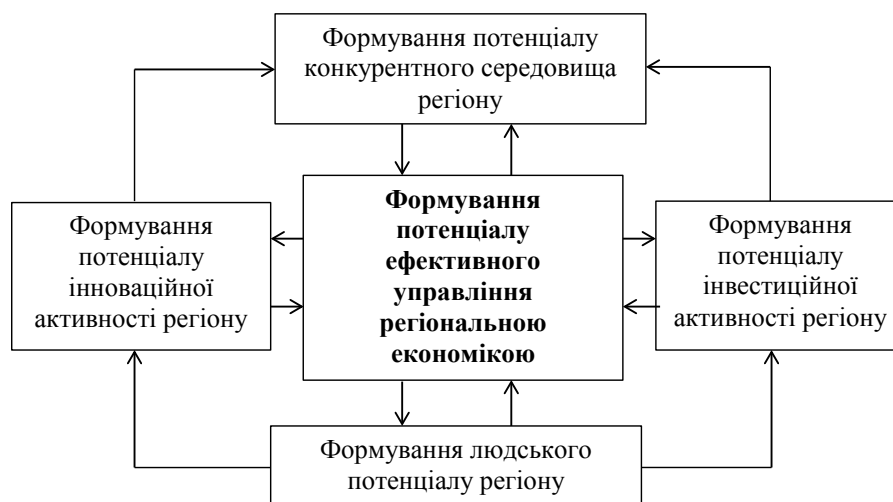 Формування потенціалу
конкурентного середовища
регіону
Формування
потенціалу
інноваційної
активності регіону
Формування
потенціалу
ефективного
управління
регіональною
економікою
Формування
потенціалу
інвестиційної
активності регіону
Формування людського
потенціалу регіону